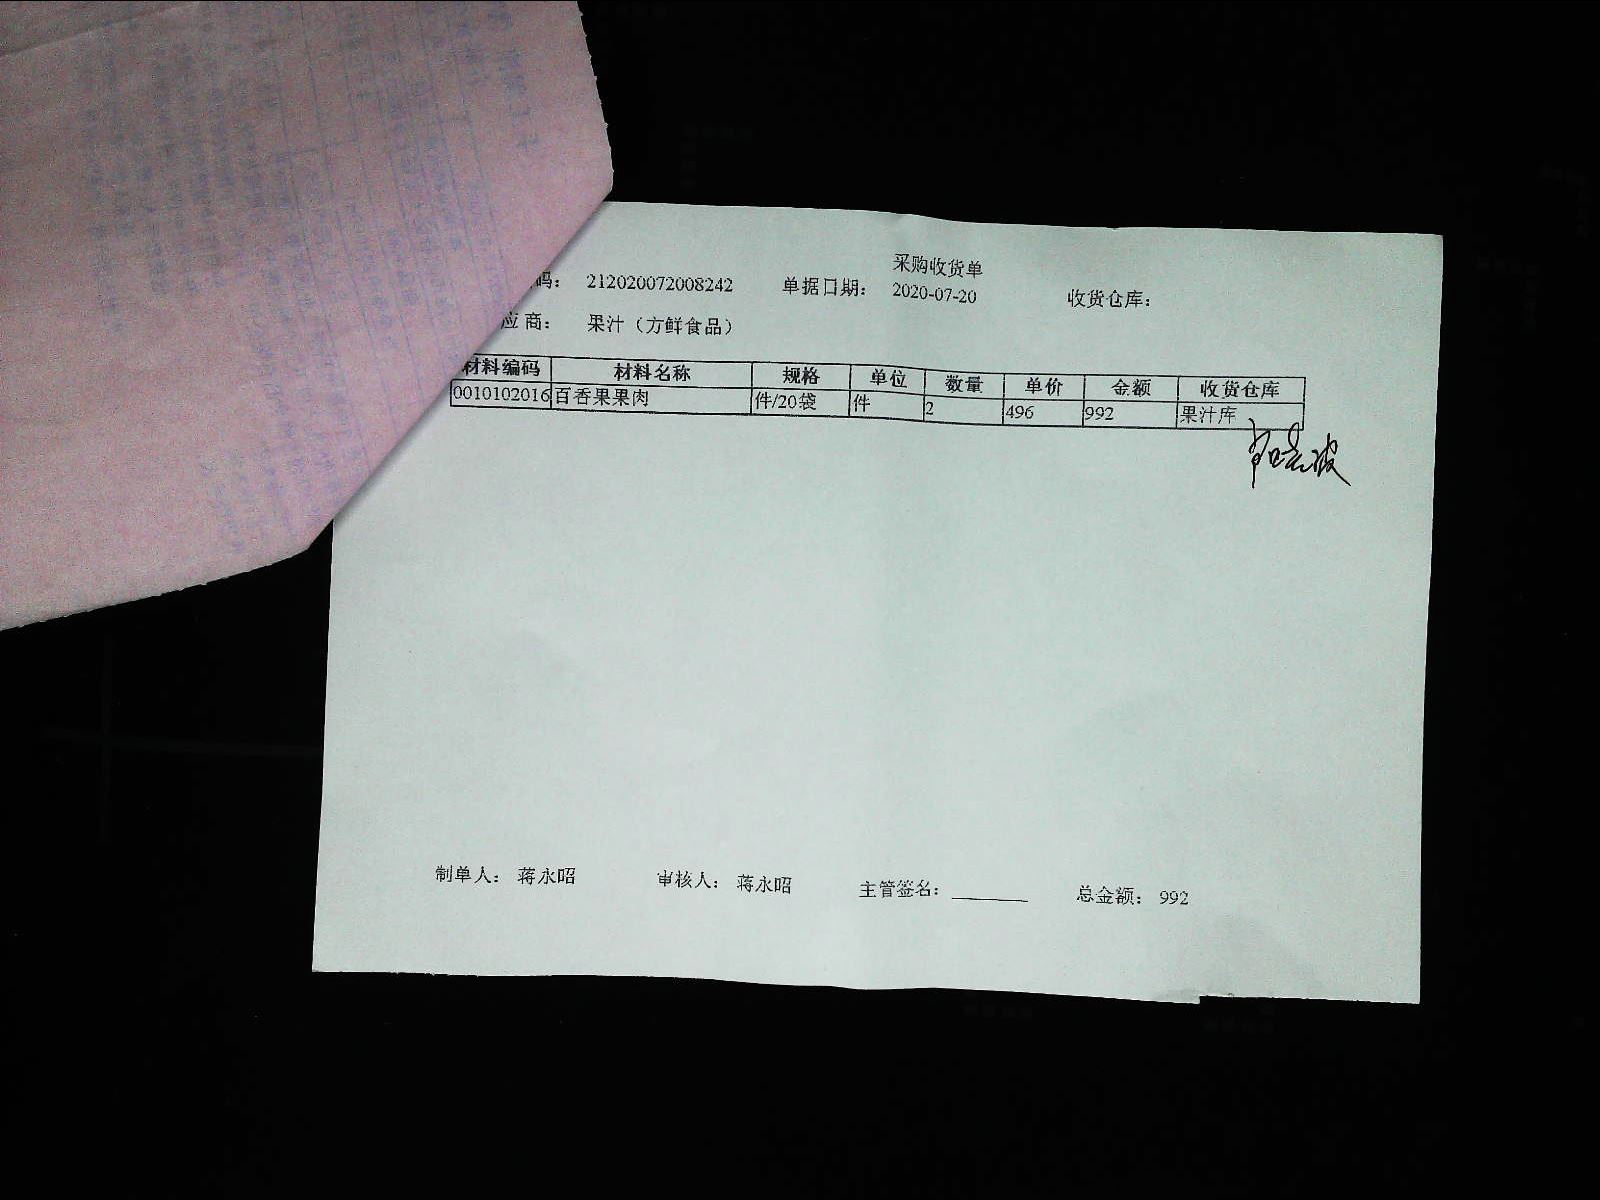 采购收货单
码： 212020072008242 单据日期： 2020-07-20 收货仓库：
应商： 果汁（方鲜食品）
材料编码 材料名称 规格 单位 数量 单价 金额 收货仓库
0010102016 百香果果肉 件/20袋 件 2 496 992 果汁库
制单人： 蒋永昭 审核人： 蒋永昭 主管签名： 总金额： 992